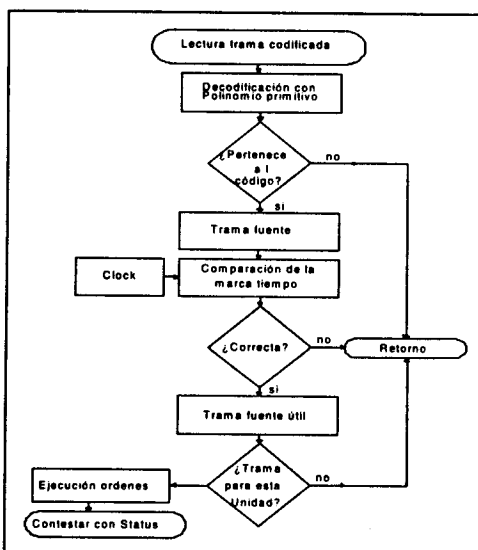 Lectura trama codificada
Decodificación con
Polinomio primitivo
¿Pertenece
a l
código?
no
si
Trama fuente
Clock
Comparación de la
marca tiempo
¿Correcta?
no
Retorno
si
Trama fuente útil
¿Trama
para esta
Unidad?
no
Ejecución ordenes
Contestar con Status